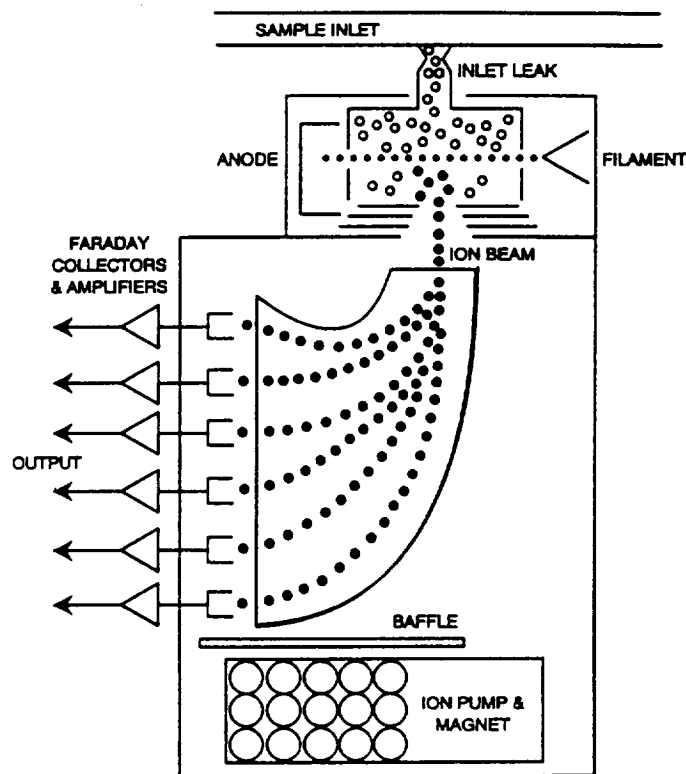 SAMPLE INLET
INLET LEAK
ANODE
FILAMENT
FARADAY
COLLECTORS
& AMPLIFIERS
ION BEAM
OUTPUT
BAFFLE
ION PUMP &
MAGNET